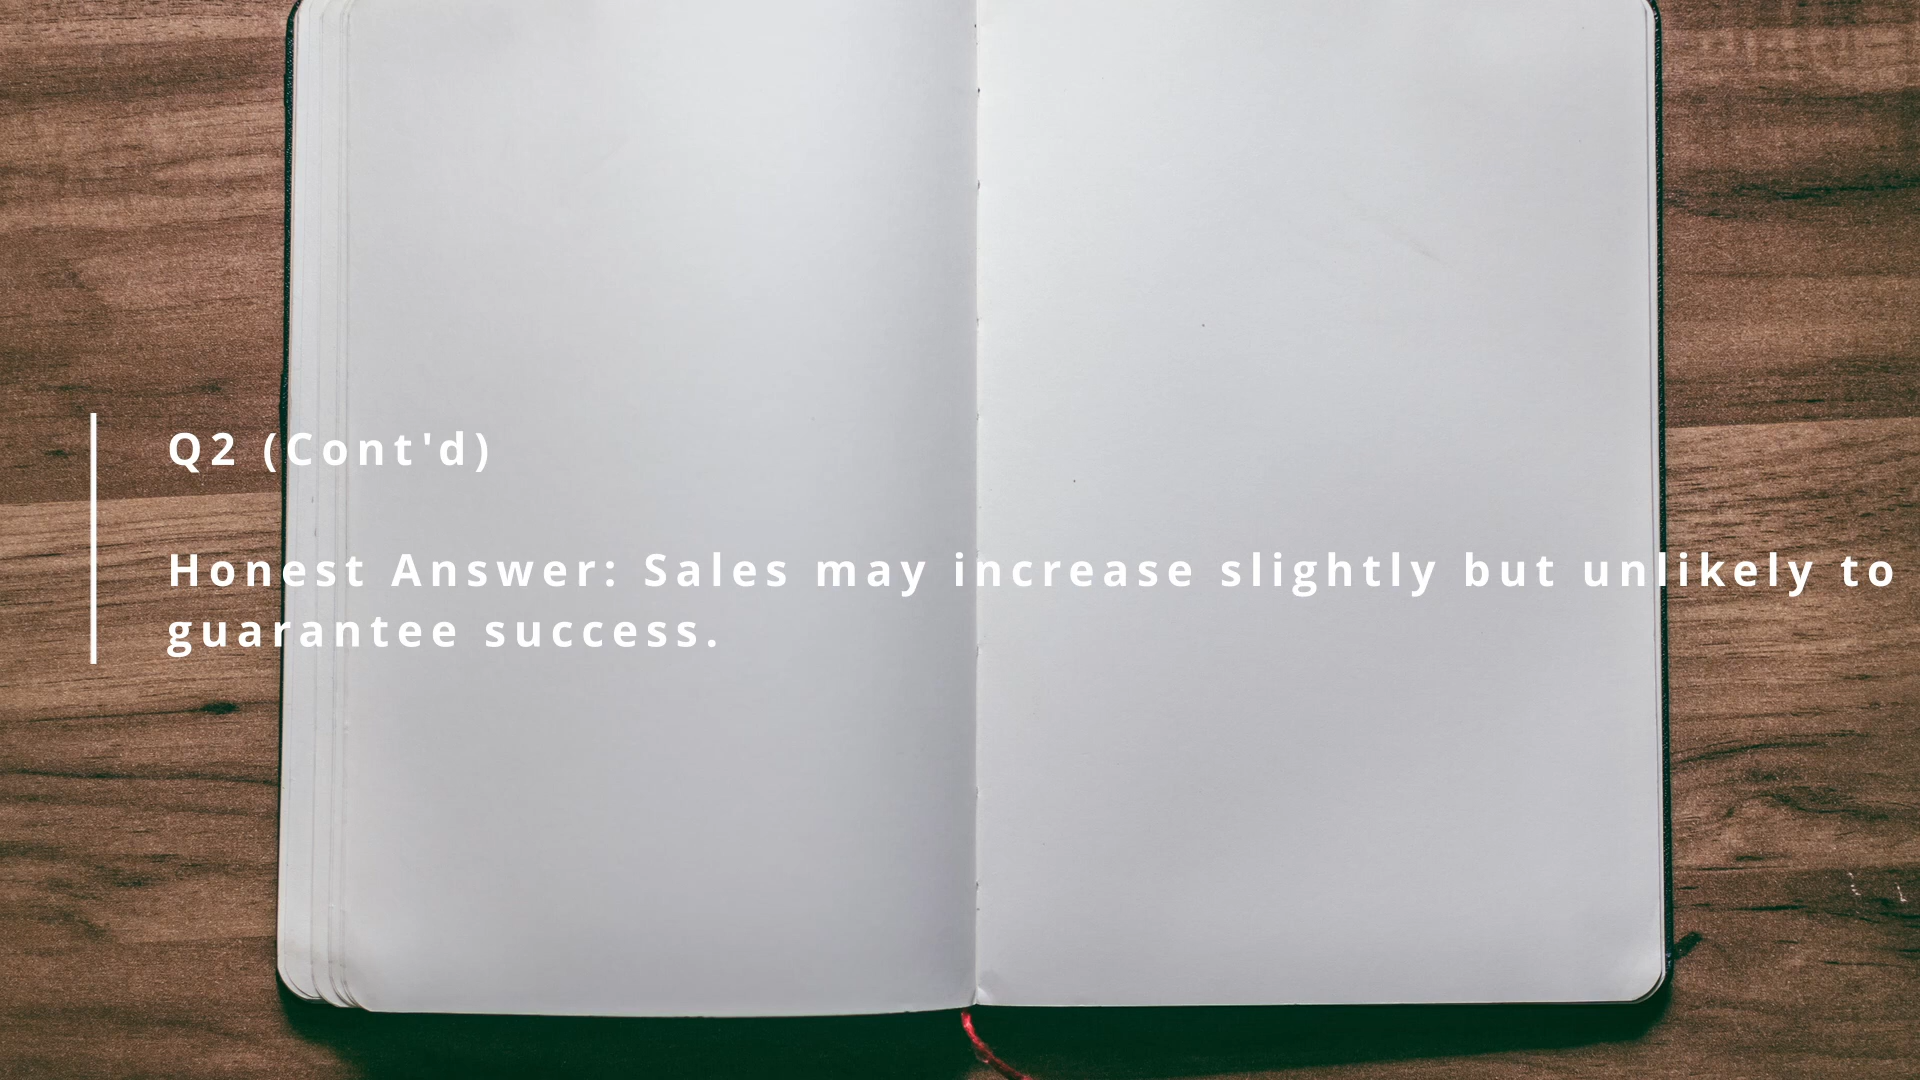 Q2 (Cont'd)
Honest Answer: Sales may increase slightly but unlikely to
guarantee success.